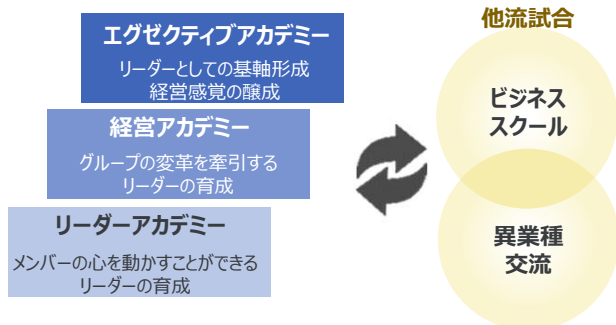 エグゼクティブアカデミー
リーダーとしての基軸形成
経営感覚の醸成
経営アカデミー
グループの変革を牽引する
リーダーの育成
リーダーアカデミー
メンバーの心を動かすことができる
リーダーの育成
他流試合
ビジネス
スクール
異業種
交流